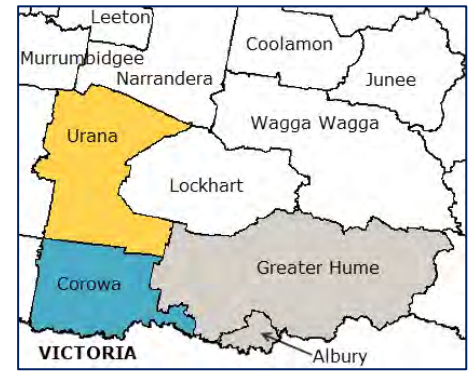 Leeton
Coolamon
Murrumbidgee
Narrandera
Junee
Urana
Wagga Wagga
Lockhart
Greater Hume
Corowa
VICTORIA
Albury